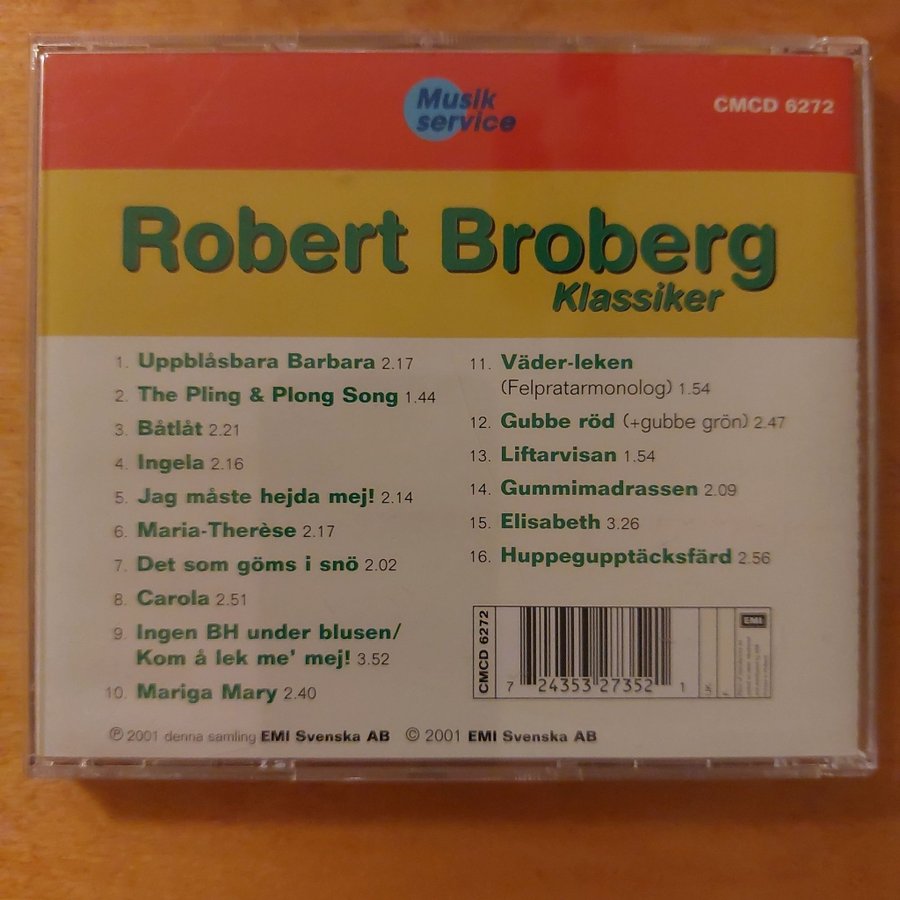 Musik
service
CMCD 6272
Robert Broberg
Klassiker
1. Uppblåsbara Barbara 2.17
2. The Pling & Plong Song 1.44
3. Båtlåt 2.21
4. Ingela 2.16
5. Jag måste hejda mej! 2.14
6. Maria-Therèse 2.17
7. Det som göms i snö 2.02
8. Carola 2.51
9. Ingen BH under blusen/
Kom å lek me' mej! 3.52
10. Mariga Mary 2.40
11. Väder-leken
(Felpratarmonolog) 1.54
12. Gubbe röd (+gubbe grön) 2.47
13. Liftarvisan 1.54
14. Gummimadrassen 2.09
15. Elisabeth 3.26
16. Huppegupptäcksfärd 2.56
CMCD 6272
7 24353 27352 1
EMI
℗ 2001 denna samling EMI Svenska AB © 2001 EMI Svenska AB